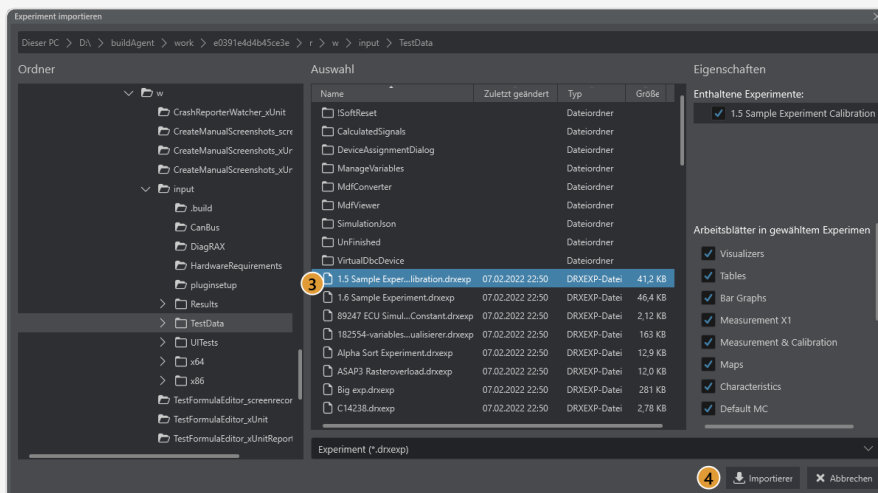 Experiment importieren
Dieser PC > D:\ > buildAgent > work > e0391e4d4b45ce3e > r > w > input > TestData
Ordner
w
CrashReporterWatcher_xUnit
CreateManualScreenshots_scre
CreateManualScreenshots_xUn
CreateManualScreenshots_xUr
input
.build
CanBus
DiagRAX
HardwareRequirements
pluginsetup
Results
TestData
UITests
x64
x86
TestFormulaEditor_screenrecor
TestFormulaEditor_xUnit
TestFormulaEditor_xUnitReport
Auswahl
Name Zuletzt geändert Typ Größe
!SoftReset Dateiordner
CalculatedSignals Dateiordner
DeviceAssignmentDialog Dateiordner
ManageVariables Dateiordner
MdfConverter Dateiordner
MdfViewer Dateiordner
SimulationJson Dateiordner
UnFinished Dateiordner
VirtualDbcDevice Dateiordner
3 1.5 Sample Exper...libration.drxexp 07.02.2022 22:50 DRXEXP-Datei 41,2 KB
1.6 Sample Experiment.drxexp 07.02.2022 22:50 DRXEXP-Datei 46,4 KB
89247 ECU Simul...Constant.drxexp 07.02.2022 22:50 DRXEXP-Datei 2,12 KB
182554-variables...ualisierer.drxexp 07.02.2022 22:50 DRXEXP-Datei 163 KB
Alpha Sort Experiment.drxexp 07.02.2022 22:50 DRXEXP-Datei 12,9 KB
ASAP3 Rasteroverload.drxexp 07.02.2022 22:50 DRXEXP-Datei 12,0 KB
Big exp.drxexp 07.02.2022 22:50 DRXEXP-Datei 281 KB
C14238.drxexp 07.02.2022 22:50 DRXEXP-Datei 2,78 KB
Experiment (*.drxexp)
Eigenschaften
Enthaltene Experimente:
1.5 Sample Experiment Calibration
Arbeitsblätter in gewähltem Experimen
Visualizers
Tables
Bar Graphs
Measurement X1
Measurement & Calibration
Maps
Characteristics
Default MC
4 Importierer Abbrechen